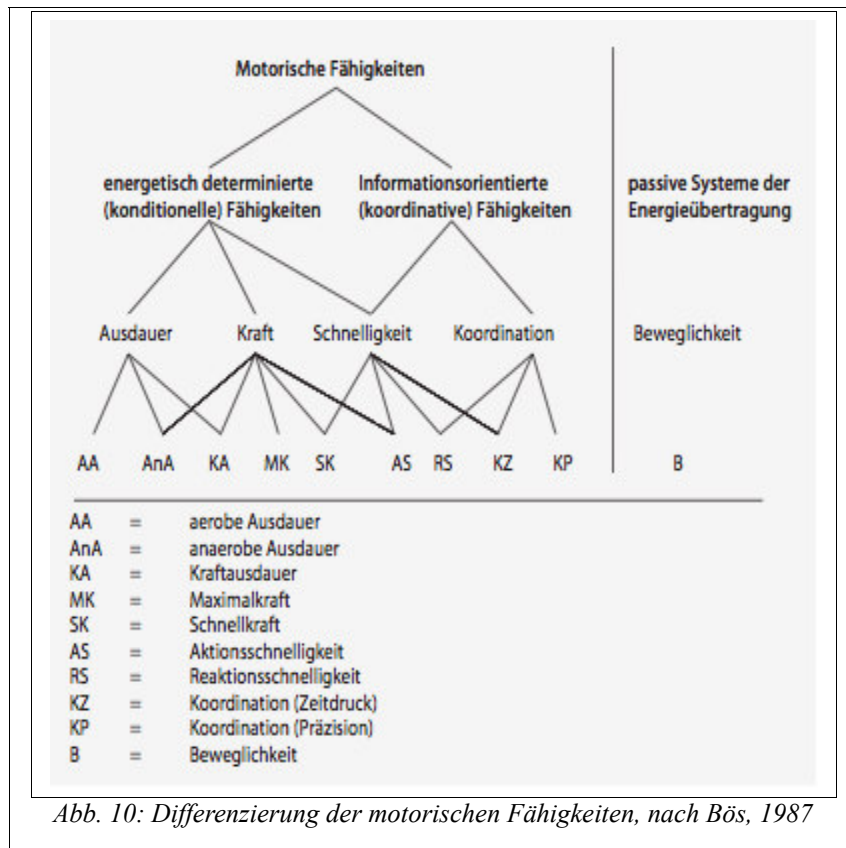 Motorische Fähigkeiten
energetisch determinierte (konditionelle) Fähigkeiten
Informationsorientierte (koordinative) Fähigkeiten
passive Systeme der Energieübertragung
Ausdauer Kraft Schnelligkeit Koordination Beweglichkeit
AA AnA KA MK SK AS RS KZ KP B
AA = aerobe Ausdauer
AnA = anaerobe Ausdauer
KA = Kraftausdauer
MK = Maximalkraft
SK = Schnellkraft
AS = Aktionsschnelligkeit
RS = Reaktionsschnelligkeit
KZ = Koordination (Zeitdruck)
KP = Koordination (Präzision)
B = Beweglichkeit
Abb. 10: Differenzierung der motorischen Fähigkeiten, nach Bös, 1987